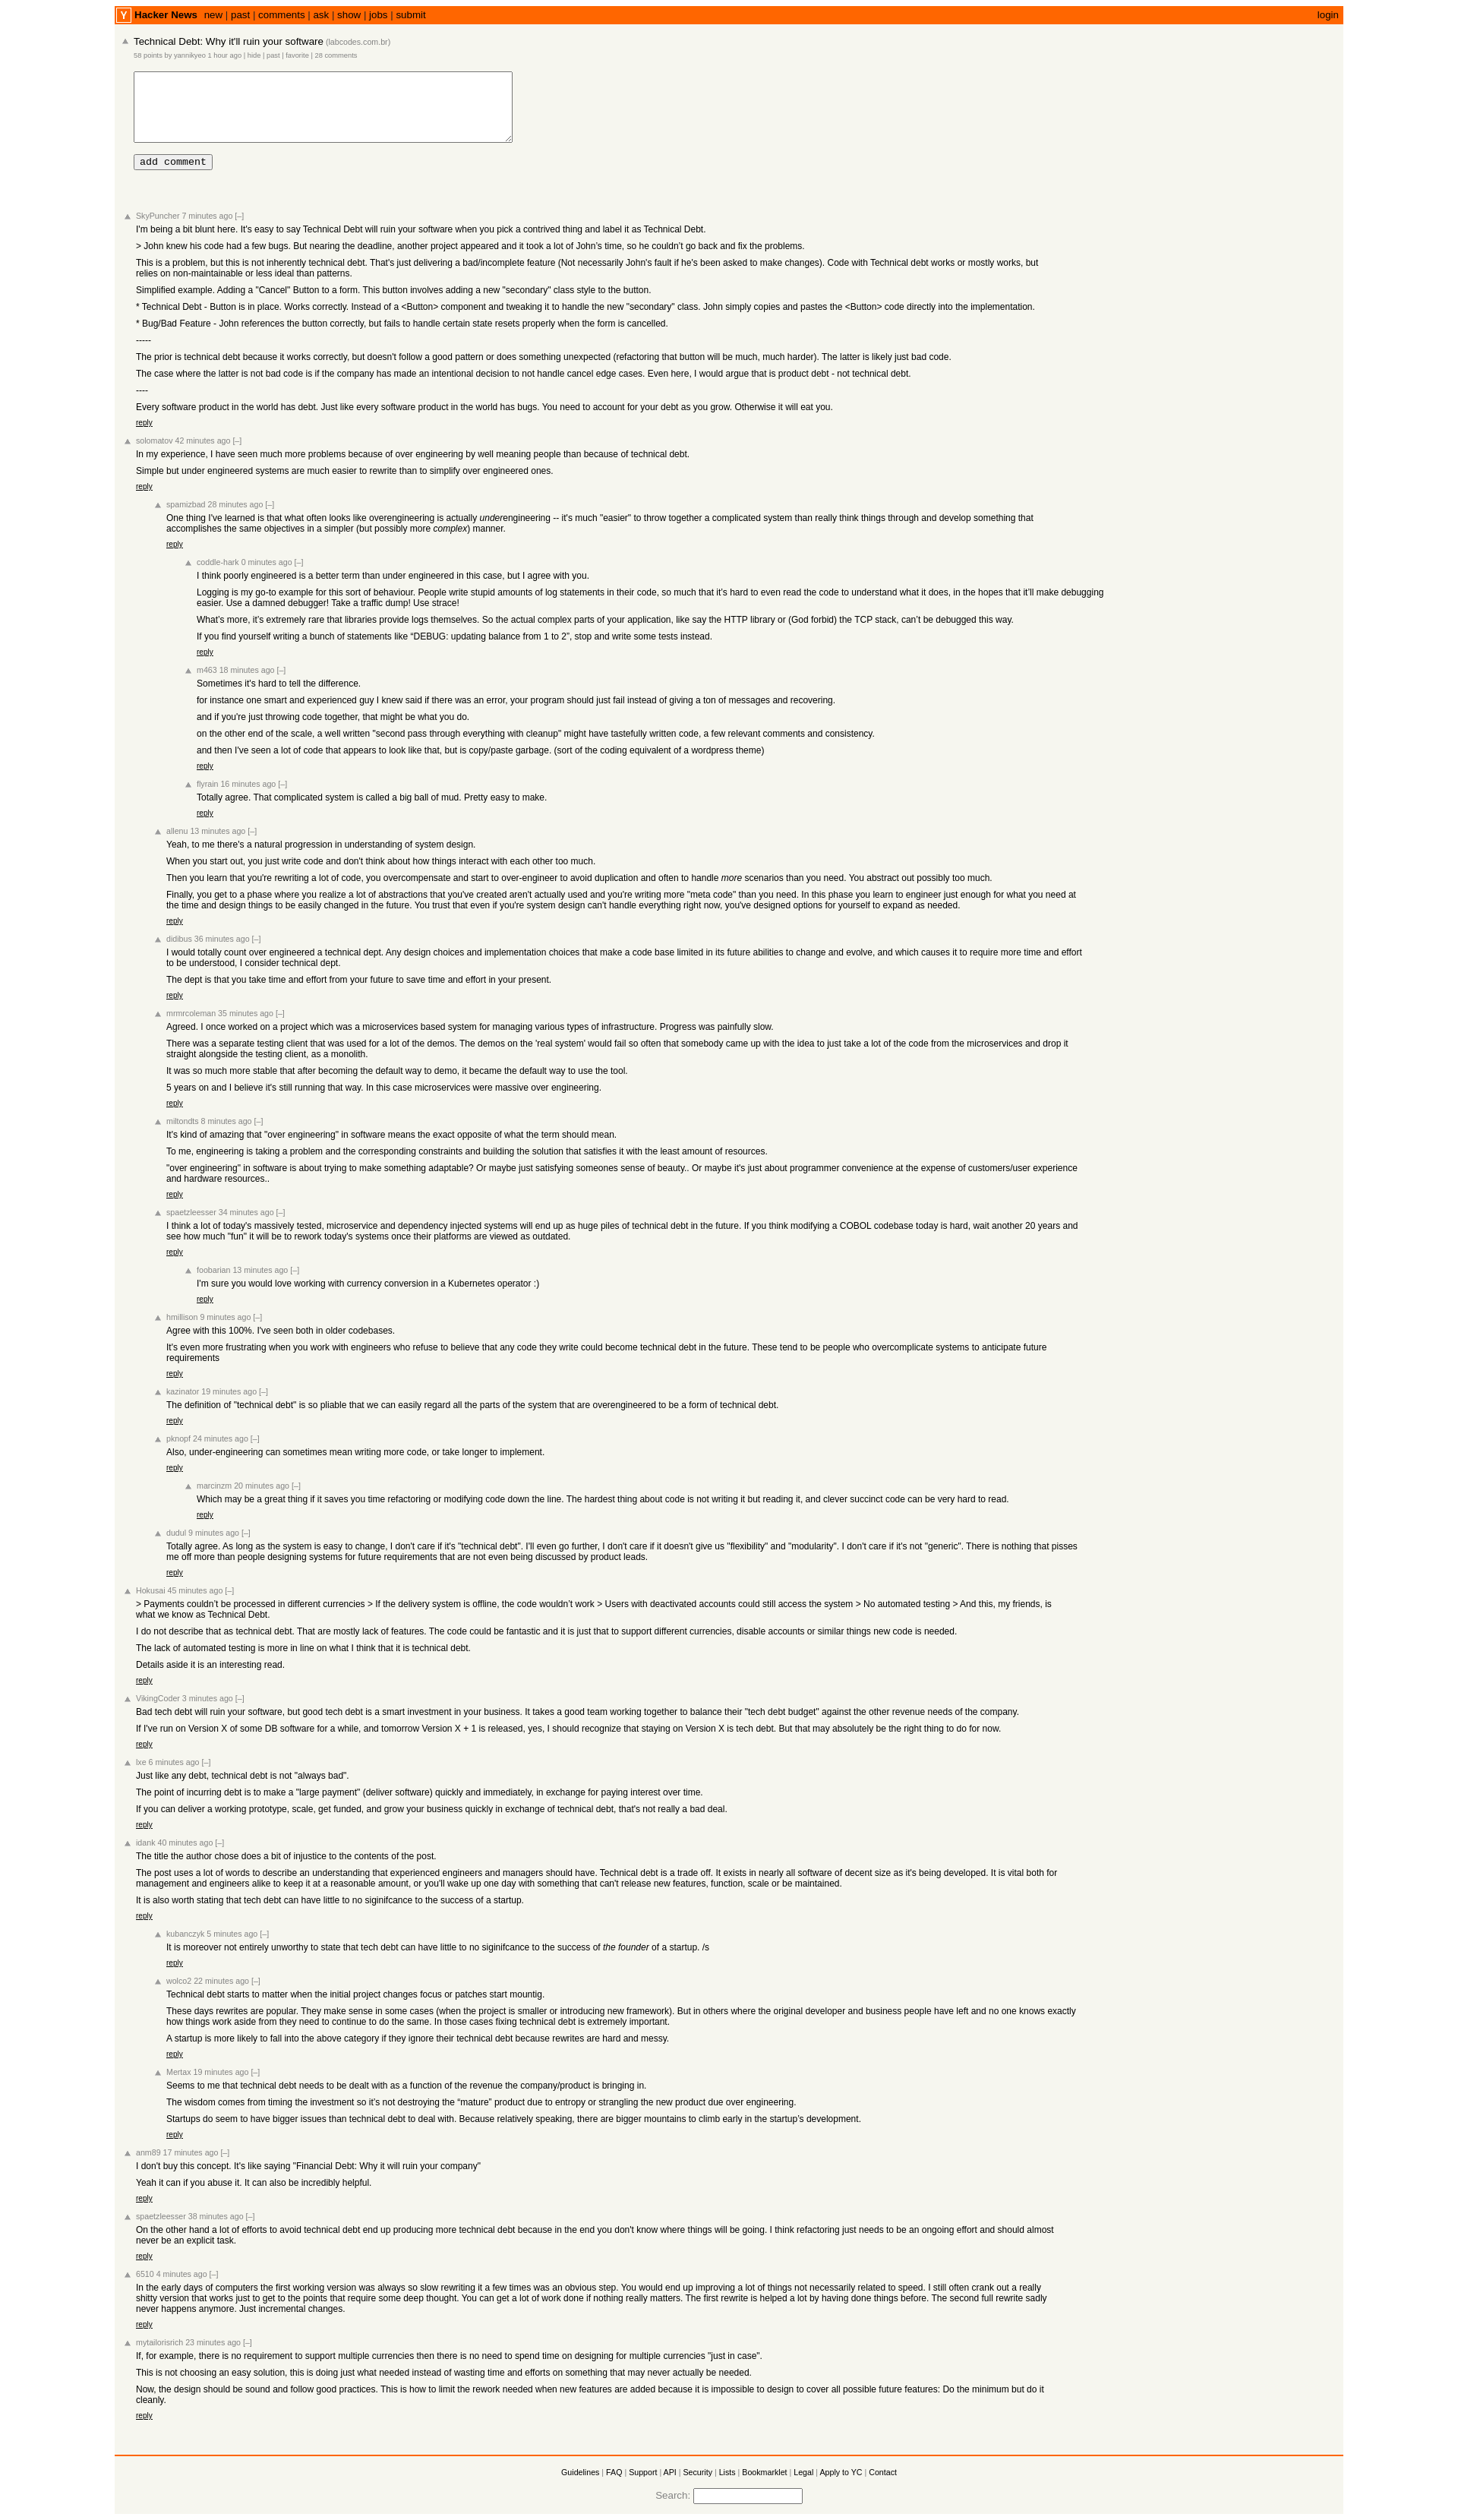 Y Hacker News new | past | comments | ask | show | jobs | submit login
Technical Debt: Why it'll ruin your software (labcodes.com.br)
58 points by yannikyeo 1 hour ago | hide | past | favorite | 28 comments
add comment
SkyPuncher 7 minutes ago [–]
I'm being a bit blunt here. It's easy to say Technical Debt will ruin your software when you pick a contrived thing and label it as Technical Debt.
> John knew his code had a few bugs. But nearing the deadline, another project appeared and it took a lot of John's time, so he couldn't go back and fix the problems.
This is a problem, but this is not inherently technical debt. That's just delivering a bad/incomplete feature (Not necessarily John's fault if he's been asked to make changes). Code with Technical debt works or mostly works, but
relies on non-maintainable or less ideal than patterns.
Simplified example. Adding a "Cancel" Button to a form. This button involves adding a new "secondary" class style to the button.
* Technical Debt - Button is in place. Works correctly. Instead of a <Button> component and tweaking it to handle the new "secondary" class. John simply copies and pastes the <Button> code directly into the implementation.
* Bug/Bad Feature - John references the button correctly, but fails to handle certain state resets properly when the form is cancelled.
-----
The prior is technical debt because it works correctly, but doesn't follow a good pattern or does something unexpected (refactoring that button will be much, much harder). The latter is likely just bad code.
The case where the latter is not bad code is if the company has made an intentional decision to not handle cancel edge cases. Even here, I would argue that is product debt - not technical debt.
----
Every software product in the world has debt. Just like every software product in the world has bugs. You need to account for your debt as you grow. Otherwise it will eat you.
reply
solomatov 42 minutes ago [–]
In my experience, I have seen much more problems because of over engineering by well meaning people than because of technical debt.
Simple but under engineered systems are much easier to rewrite than to simplify over engineered ones.
reply
spamizbad 28 minutes ago [–]
One thing I've learned is that what often looks like overengineering is actually underengineering -- it's much "easier" to throw together a complicated system than really think things through and develop something that
accomplishes the same objectives in a simpler (but possibly more complex) manner.
reply
coddle-hark 0 minutes ago [–]
I think poorly engineered is a better term than under engineered in this case, but I agree with you.
Logging is my go-to example for this sort of behaviour. People write stupid amounts of log statements in their code, so much that it's hard to even read the code to understand what it does, in the hopes that it'll make debugging
easier. Use a damned debugger! Take a traffic dump! Use strace!
What's more, it's extremely rare that libraries provide logs themselves. So the actual complex parts of your application, like say the HTTP library or (God forbid) the TCP stack, can't be debugged this way.
If you find yourself writing a bunch of statements like “DEBUG: updating balance from 1 to 2”, stop and write some tests instead.
reply
m463 18 minutes ago [–]
Sometimes it's hard to tell the difference.
for instance one smart and experienced guy I knew said if there was an error, your program should just fail instead of giving a ton of messages and recovering.
and if you're just throwing code together, that might be what you do.
on the other end of the scale, a well written "second pass through everything with cleanup" might have tastefully written code, a few relevant comments and consistency.
and then I've seen a lot of code that appears to look like that, but is copy/paste garbage. (sort of the coding equivalent of a wordpress theme)
reply
flyrain 16 minutes ago [–]
Totally agree. That complicated system is called a big ball of mud. Pretty easy to make.
reply
allenu 13 minutes ago [–]
Yeah, to me there's a natural progression in understanding of system design.
When you start out, you just write code and don't think about how things interact with each other too much.
Then you learn that you're rewriting a lot of code, you overcompensate and start to over-engineer to avoid duplication and often to handle more scenarios than you need. You abstract out possibly too much.
Finally, you get to a phase where you realize a lot of abstractions that you've created aren't actually used and you're writing more "meta code" than you need. In this phase you learn to engineer just enough for what you need at
the time and design things to be easily changed in the future. You trust that even if you're system design can't handle everything right now, you've designed options for yourself to expand as needed.
reply
didibus 36 minutes ago [–]
I would totally count over engineered a technical dept. Any design choices and implementation choices that make a code base limited in its future abilities to change and evolve, and which causes it to require more time and effort
to be understood, I consider technical dept.
The dept is that you take time and effort from your future to save time and effort in your present.
reply
mrmrcoleman 35 minutes ago [–]
Agreed. I once worked on a project which was a microservices based system for managing various types of infrastructure. Progress was painfully slow.
There was a separate testing client that was used for a lot of the demos. The demos on the 'real system' would fail so often that somebody came up with the idea to just take a lot of the code from the microservices and drop it
straight alongside the testing client, as a monolith.
It was so much more stable that after becoming the default way to demo, it became the default way to use the tool.
5 years on and I believe it's still running that way. In this case microservices were massive over engineering.
reply
miltondts 8 minutes ago [–]
It's kind of amazing that "over engineering" in software means the exact opposite of what the term should mean.
To me, engineering is taking a problem and the corresponding constraints and building the solution that satisfies it with the least amount of resources.
"over engineering" in software is about trying to make something adaptable? Or maybe just satisfying someones sense of beauty.. Or maybe it's just about programmer convenience at the expense of customers/user experience
and hardware resources..
reply
spaetzleesser 34 minutes ago [–]
I think a lot of today's massively tested, microservice and dependency injected systems will end up as huge piles of technical debt in the future. If you think modifying a COBOL codebase today is hard, wait another 20 years and
see how much "fun" it will be to rework today's systems once their platforms are viewed as outdated.
reply
foobarian 13 minutes ago [–]
I'm sure you would love working with currency conversion in a Kubernetes operator :)
reply
hmillison 9 minutes ago [–]
Agree with this 100%. I've seen both in older codebases.
It's even more frustrating when you work with engineers who refuse to believe that any code they write could become technical debt in the future. These tend to be people who overcomplicate systems to anticipate future
requirements
reply
kazinator 19 minutes ago [–]
The definition of "technical debt" is so pliable that we can easily regard all the parts of the system that are overengineered to be a form of technical debt.
reply
pknopf 24 minutes ago [–]
Also, under-engineering can sometimes mean writing more code, or take longer to implement.
reply
marcinzm 20 minutes ago [–]
Which may be a great thing if it saves you time refactoring or modifying code down the line. The hardest thing about code is not writing it but reading it, and clever succinct code can be very hard to read.
reply
dudul 9 minutes ago [–]
Totally agree. As long as the system is easy to change, I don't care if it's "technical debt". I'll even go further, I don't care if it doesn't give us "flexibility" and "modularity". I don't care if it's not "generic". There is nothing that pisses
me off more than people designing systems for future requirements that are not even being discussed by product leads.
reply
Hokusai 45 minutes ago [–]
> Payments couldn't be processed in different currencies > If the delivery system is offline, the code wouldn't work > Users with deactivated accounts could still access the system > No automated testing > And this, my friends, is
what we know as Technical Debt.
I do not describe that as technical debt. That are mostly lack of features. The code could be fantastic and it is just that to support different currencies, disable accounts or similar things new code is needed.
The lack of automated testing is more in line on what I think that it is technical debt.
Details aside it is an interesting read.
reply
VikingCoder 3 minutes ago [–]
Bad tech debt will ruin your software, but good tech debt is a smart investment in your business. It takes a good team working together to balance their "tech debt budget" against the other revenue needs of the company.
If I've run on Version X of some DB software for a while, and tomorrow Version X + 1 is released, yes, I should recognize that staying on Version X is tech debt. But that may absolutely be the right thing to do for now.
reply
lxe 6 minutes ago [–]
Just like any debt, technical debt is not "always bad".
The point of incurring debt is to make a "large payment" (deliver software) quickly and immediately, in exchange for paying interest over time.
If you can deliver a working prototype, scale, get funded, and grow your business quickly in exchange of technical debt, that's not really a bad deal.
reply
idank 40 minutes ago [–]
The title the author chose does a bit of injustice to the contents of the post.
The post uses a lot of words to describe an understanding that experienced engineers and managers should have. Technical debt is a trade off. It exists in nearly all software of decent size as it's being developed. It is vital both for
management and engineers alike to keep it at a reasonable amount, or you'll wake up one day with something that can't release new features, function, scale or be maintained.
It is also worth stating that tech debt can have little to no siginifcance to the success of a startup.
reply
kubanczyk 5 minutes ago [–]
It is moreover not entirely unworthy to state that tech debt can have little to no siginifcance to the success of the founder of a startup. /s
reply
wolco2 22 minutes ago [–]
Technical debt starts to matter when the initial project changes focus or patches start mountig.
These days rewrites are popular. They make sense in some cases (when the project is smaller or introducing new framework). But in others where the original developer and business people have left and no one knows exactly
how things work aside from they need to continue to do the same. In those cases fixing technical debt is extremely important.
A startup is more likely to fall into the above category if they ignore their technical debt because rewrites are hard and messy.
reply
Mertax 19 minutes ago [–]
Seems to me that technical debt needs to be dealt with as a function of the revenue the company/product is bringing in.
The wisdom comes from timing the investment so it's not destroying the “mature” product due to entropy or strangling the new product due over engineering.
Startups do seem to have bigger issues than technical debt to deal with. Because relatively speaking, there are bigger mountains to climb early in the startup's development.
reply
anm89 17 minutes ago [–]
I don't buy this concept. It's like saying "Financial Debt: Why it will ruin your company"
Yeah it can if you abuse it. It can also be incredibly helpful.
reply
spaetzleesser 38 minutes ago [–]
On the other hand a lot of efforts to avoid technical debt end up producing more technical debt because in the end you don't know where things will be going. I think refactoring just needs to be an ongoing effort and should almost
never be an explicit task.
reply
6510 4 minutes ago [–]
In the early days of computers the first working version was always so slow rewriting it a few times was an obvious step. You would end up improving a lot of things not necessarily related to speed. I still often crank out a really
shitty version that works just to get to the points that require some deep thought. You can get a lot of work done if nothing really matters. The first rewrite is helped a lot by having done things before. The second full rewrite sadly
never happens anymore. Just incremental changes.
reply
mytailorisrich 23 minutes ago [–]
If, for example, there is no requirement to support multiple currencies then there is no need to spend time on designing for multiple currencies "just in case".
This is not choosing an easy solution, this is doing just what needed instead of wasting time and efforts on something that may never actually be needed.
Now, the design should be sound and follow good practices. This is how to limit the rework needed when new features are added because it is impossible to design to cover all possible future features: Do the minimum but do it
cleanly.
reply
Guidelines | FAQ | Support | API | Security | Lists | Bookmarklet | Legal | Apply to YC | Contact
Search: